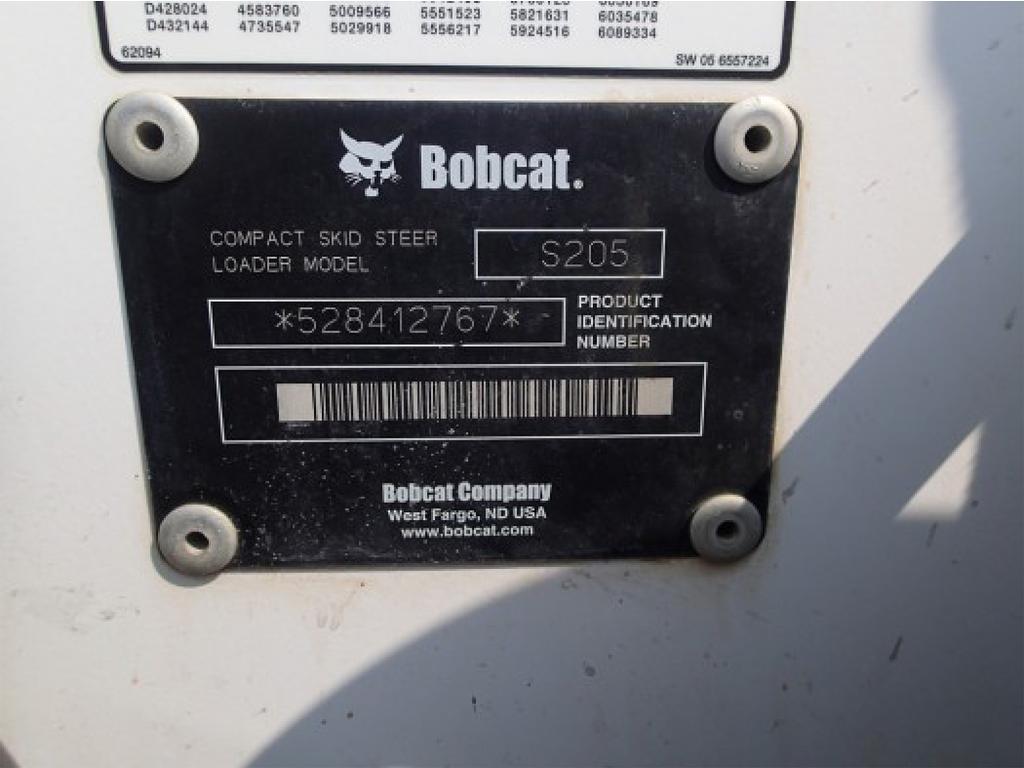 D428024 4583760 5009566 5551523 5821631 6035478
D432144 4735547 5029918 5556217 5924516 6089334
62094
SW 05 6557224
Bobcat.
COMPACT SKID STEER
LOADER MODEL
S205
*528412767*
PRODUCT
IDENTIFICATION
NUMBER
Bobcat Company
West Fargo, ND USA
www.bobcat.com